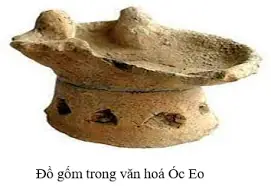 Đồ gốm trong văn hoá Óc Eo